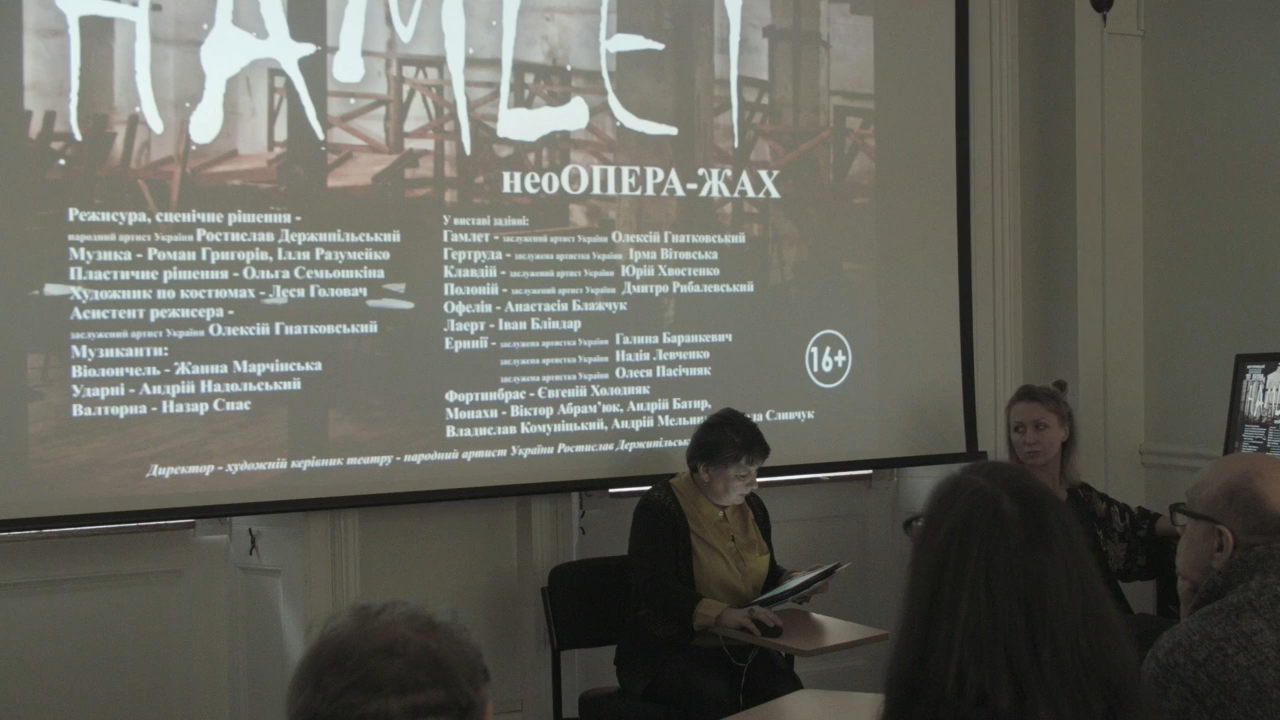 HAMLET
неоОПЕРА-ЖАХ
Режисура, сценічне рішення -
народний артист України Ростислав Держипільський
Музика - Роман Григорів, Ілля Разумейко
Пластичне рішення - Ольга Семьошкіна
Художник по костюмах - Леся Головач
Асистент режисера -
заслужений артист України Олексій Гнатковський
Музиканти:
Віолончель - Жанна Марчінська
Ударні - Андрій Надольський
Валторна - Назар Спас
У виставі задіяні:
Гамлет - заслужений артист України Олексій Гнатковський
Гертруда - заслужена артистка України Ірма Вітовська
Клавдій - заслужений артист України Юрій Хвостенко
Полоній - заслужений артист України Дмитро Рибалевський
Офелія - Анастасія Блажчук
Лаерт - Іван Бліндар
Еринії - заслужена артистка України Галина Баранкевич
заслужена артистка України Надія Левченко
заслужена артистка України Олеся Пасічняк
Фортинбрас - Євгеній Холодняк
Монахи - Віктор Абрам’юк, Андрій Батир,
Владислав Комуніцький, Андрій Мельни Сливчук
16+
Директор - художній керівник театру - народний артист України Ростислав Держипільськ